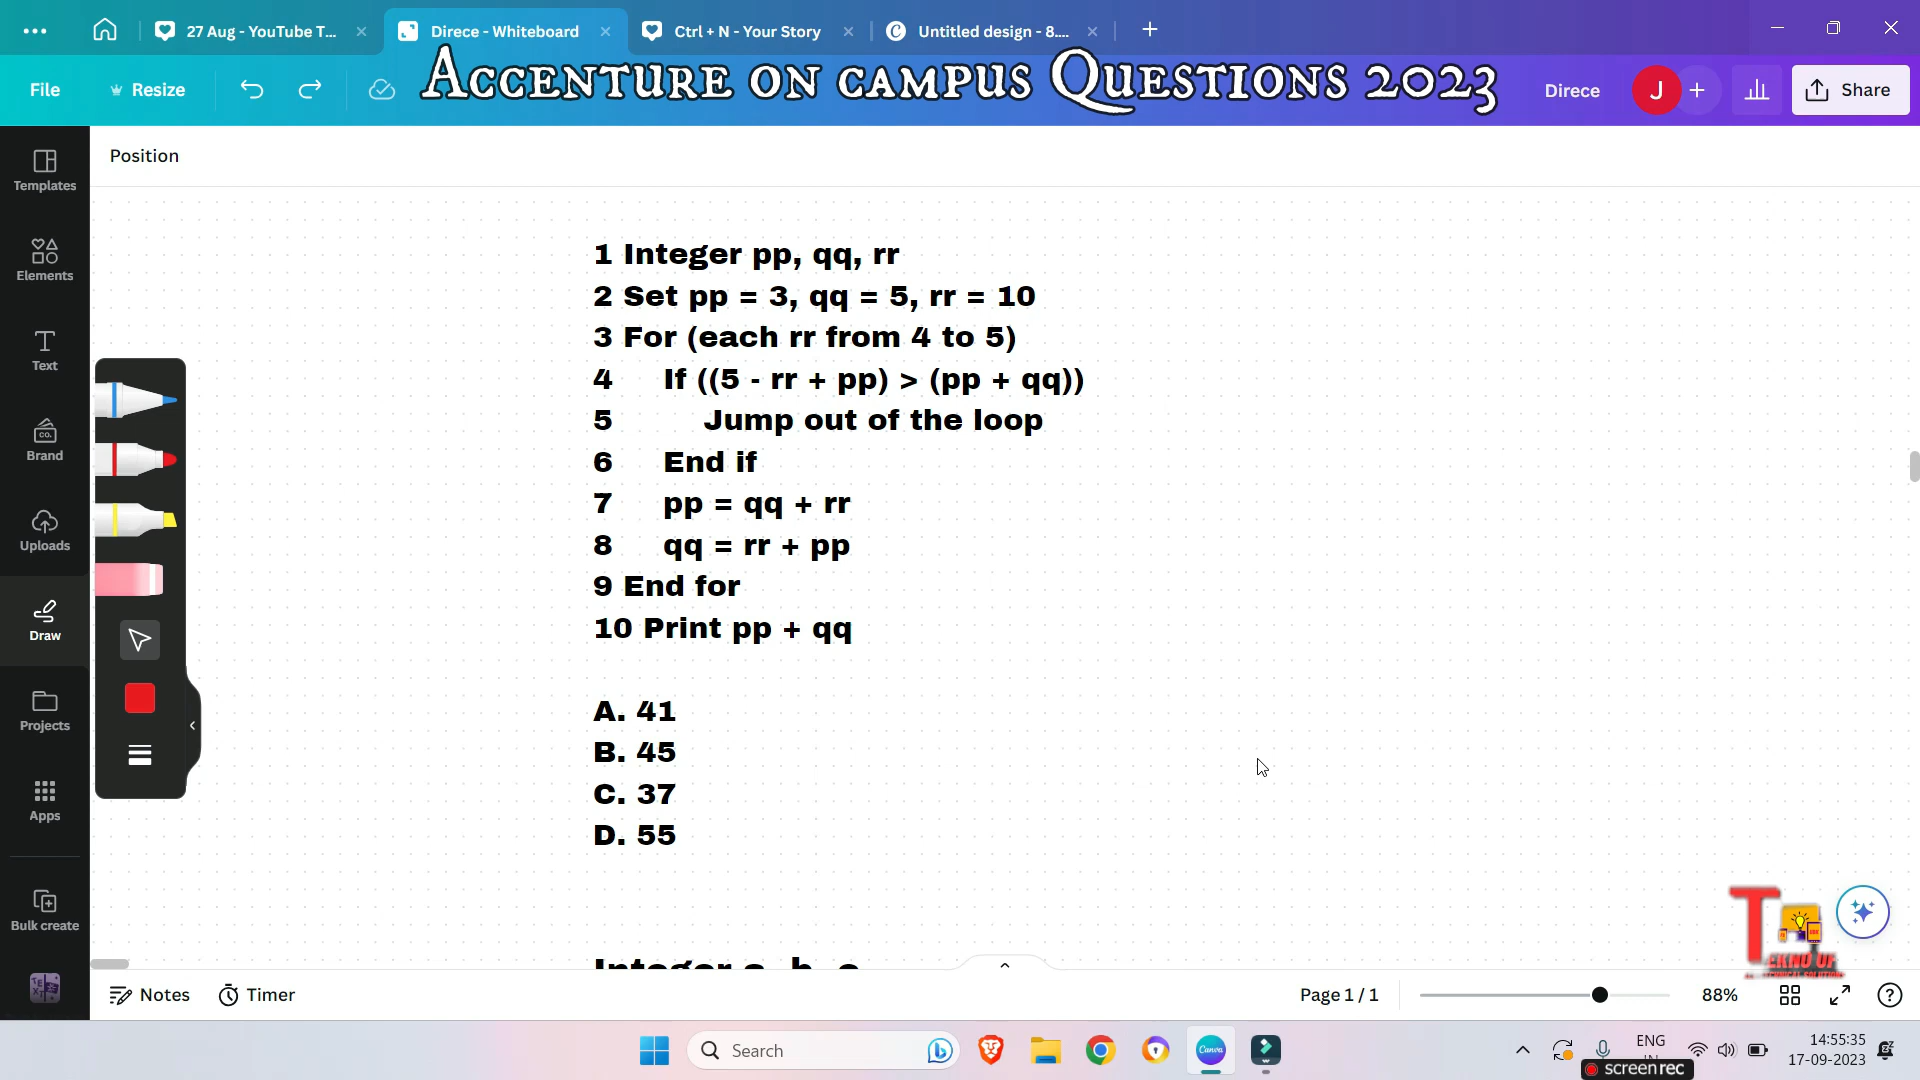 27 Aug - YouTube T...
Direce - Whiteboard
Ctrl + N - Your Story
Untitled design - 8....
File
Resize
ACCENTURE ON CAMPUS QUESTIONS 2023
Direce
J
Share
Position
Templates
Elements
Text
Brand
Uploads
Draw
Projects
Apps
Bulk create
1 Integer pp, qq, rr
2 Set pp = 3, qq = 5, rr = 10
3 For (each rr from 4 to 5)
4 If ((5 - rr + pp) > (pp + qq))
5 Jump out of the loop
6 End if
7 pp = qq + rr
8 qq = rr + pp
9 End for
10 Print pp + qq
A. 41
B. 45
C. 37
D. 55
Notes
Timer
Page 1 / 1
88%
Search
Canva
ENG
14:55:35
17-09-2023
screenrec